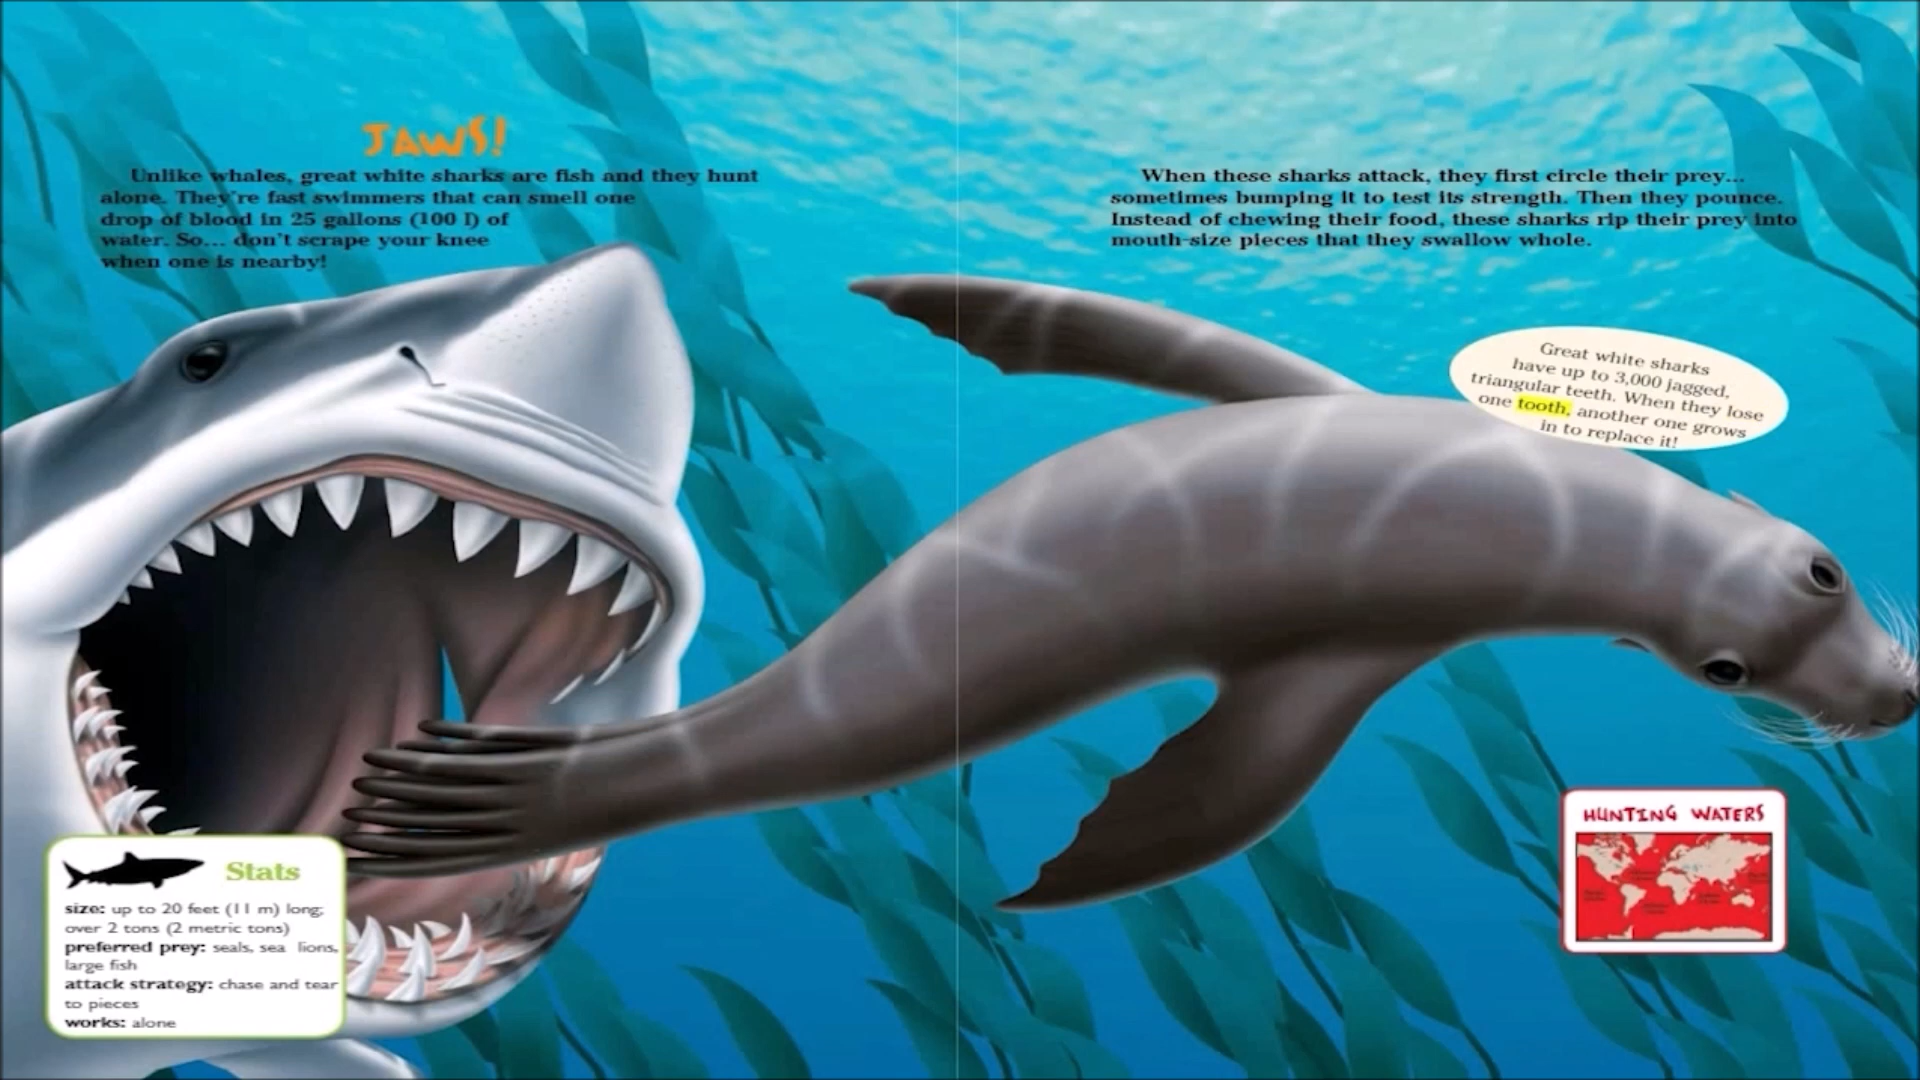 JAWS!
Unlike whales, great white sharks are fish and they hunt
alone. They're fast swimmers that can smell one
drop of blood in 25 gallons (100 l) of
water. So... don't scrape your knee
when one is nearby!
When these sharks attack, they first circle their prey...
sometimes bumping it to test its strength. Then they pounce.
Instead of chewing their food, these sharks rip their prey into
mouth-size pieces that they swallow whole.
Great white sharks
have up to 3,000 jagged,
triangular teeth. When they lose
one tooth, another one grows
in to replace it!
Stats
size: up to 20 feet (11 m) long;
over 2 tons (2 metric tons)
preferred prey: seals, sea lions,
large fish
attack strategy: chase and tear
to pieces
works: alone
HUNTING WATERS